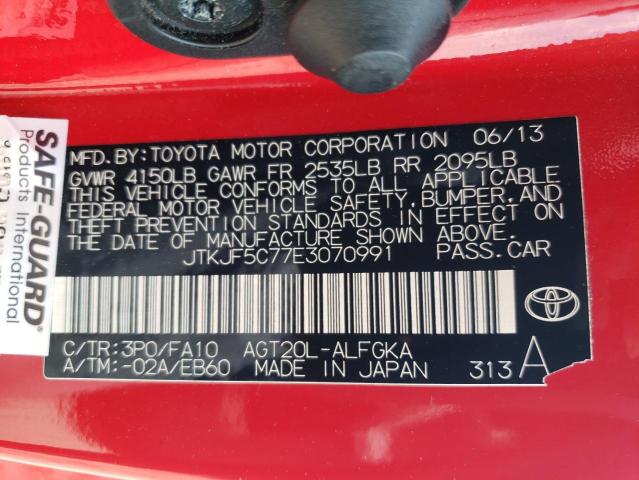 MFD. BY: TOYOTA MOTOR CORPORATION 06/13
GVWR 4150LB GAWR FR 2535LB RR 2095LB
THIS VEHICLE CONFORMS TO ALL APPLICABLE
FEDERAL MOTOR VEHICLE SAFETY, BUMPER, AND
THEFT PREVENTION STANDARDS IN EFFECT ON
THE DATE OF MANUFACTURE SHOWN ABOVE.
JTKJF5C77E3070991 PASS. CAR
C/TR: 3P0/FA10 AGT20L-ALFGKA
A/TM: -02A/EB60 MADE IN JAPAN 313 A
SAFE-GUARD®
Products International